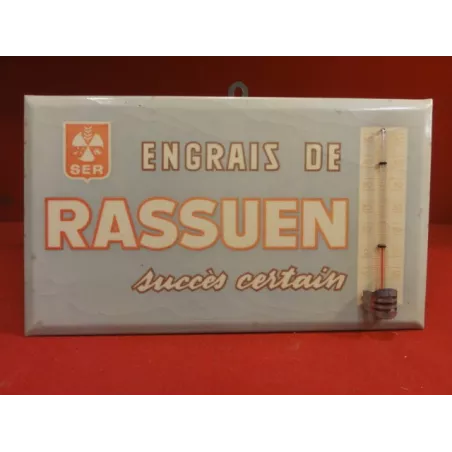 SER
ENGRAIS DE
RASSUEN
succès certain